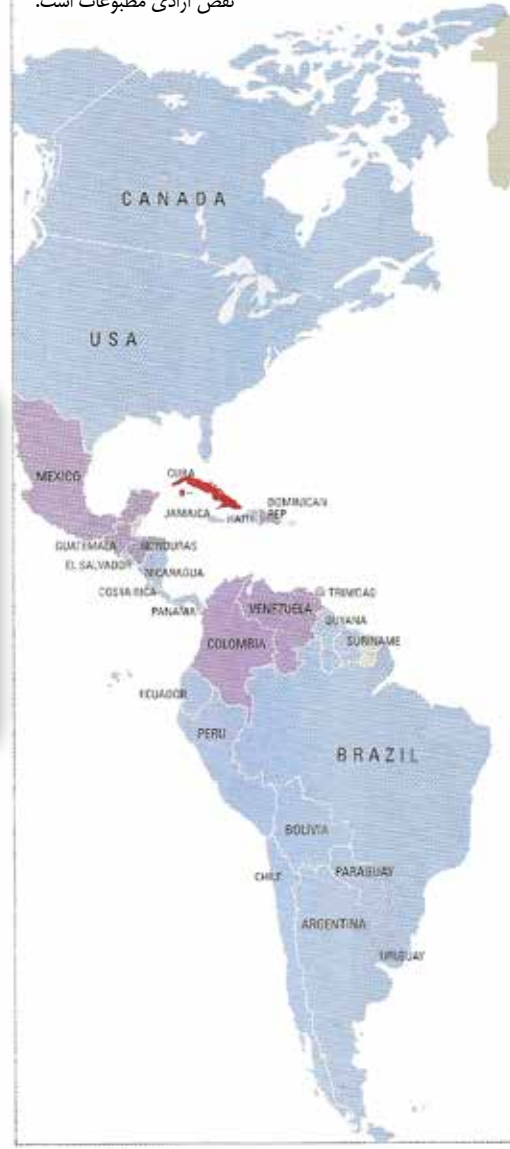 نقض آزادی مطبوعات است.
CANADA
USA
MEXICO
CUBA
JAMAICA
HAITI
DOMINICAN
REP
GUATEMALA
HONDURAS
EL SALVADOR
NICARAGUA
COSTA RICA
PANAMA
VENEZUELA
TRINIDAD
GUYANA
COLOMBIA
SURINAME
ECUADOR
PERU
BRAZIL
BOLIVIA
CHILE
PARAGUAY
ARGENTINA
URUGUAY